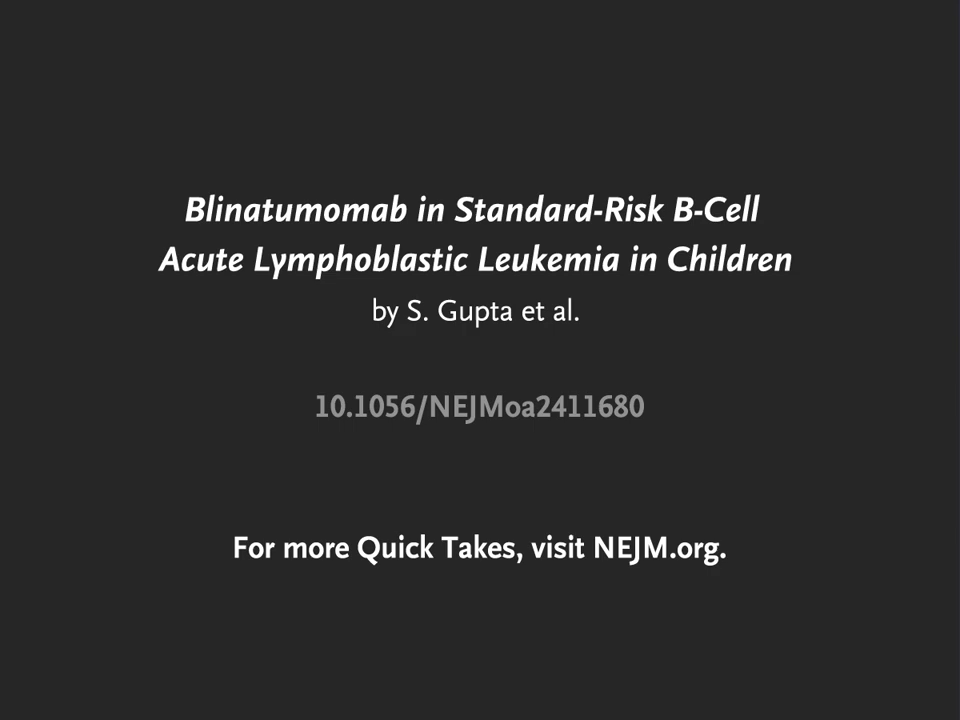 Blinatumomab in Standard-Risk B-Cell
Acute Lymphoblastic Leukemia in Children
by S. Gupta et al.
10.1056/NEJMoa2411680
For more Quick Takes, visit NEJM.org.